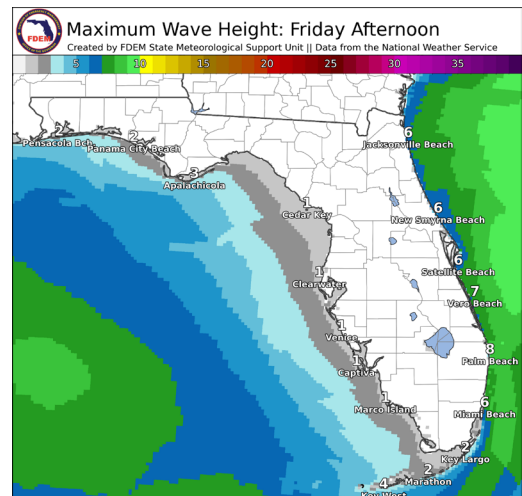 FDEM
Maximum Wave Height: Friday Afternoon
Created by FDEM State Meteorological Support Unit || Data from the National Weather Service
5 10 15 20 25 30 35
2
Pensacola Bch.
2
Panama City Beach
3
Apalachicola
6
Jacksonville Beach
1
Cedar Key
6
New Smyrna Beach
1
Clearwater
6
Satellite Beach
7
Vero Beach
1
Venice
8
Palm Beach
1
Captiva
1
Marco Island
6
Miami Beach
2
Key Largo
2
Marathon
4
Key West